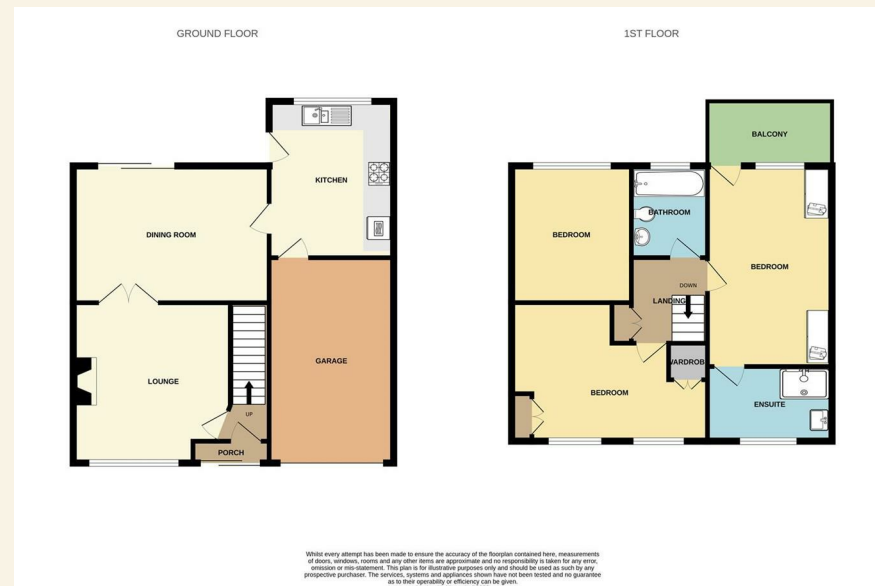 GROUND FLOOR
1ST FLOOR
KITCHEN
DINING ROOM
LOUNGE
GARAGE
UP
PORCH
BALCONY
BATHROOM
BEDROOM
BEDROOM
DOWN
LANDING
WARDROB
BEDROOM
ENSUITE
Whilst every attempt has been made to ensure the accuracy of the floorplan contained here, measurements
of doors, windows, rooms and any other items are approximate and no responsibility is taken for any error,
omission or mis-statement. This plan is for illustrative purposes only and should be used as such by any
prospective purchaser. The services, systems and appliances shown have not been tested and no guarantee
as to their operability or efficiency can be given.